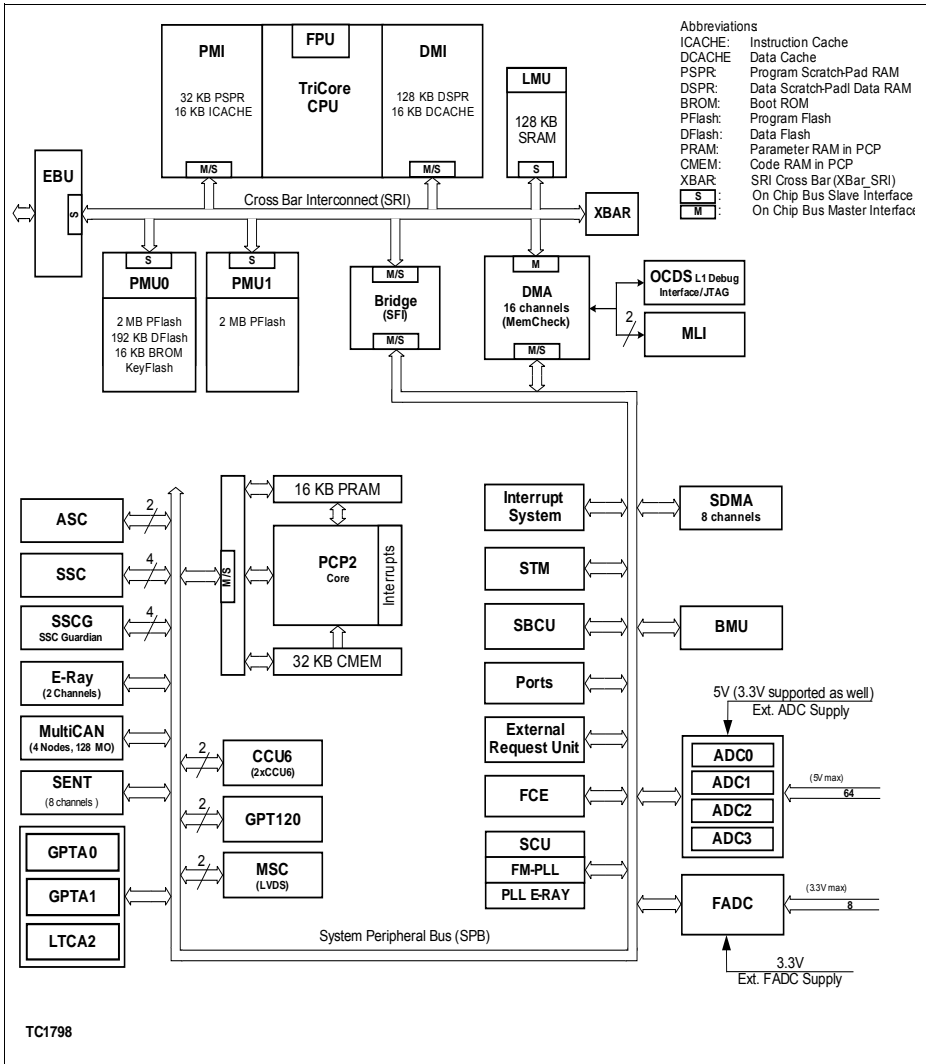 PMI
FPU
DMI
TriCore
CPU
32 KB PSPR
16 KB ICACHE
128 KB DSPR
16 KB DCACHE
M/S
M/S
LMU
128 KB
SRAM
S
Abbreviations:
ICACHE: Instruction Cache
DCACHE Data Cache
PSPR: Program Scratch-Pad RAM
DSPR: Data Scratch-Padl Data RAM
BROM: Boot ROM
PFlash: Program Flash
DFlash: Data Flash
PRAM: Parameter RAM in PCP
CMEM: Code RAM in PCP
XBAR: SRI Cross Bar (XBar_SRI)
S : On Chip Bus Slave Interface
M : On Chip Bus Master Interface
EBU
S
Cross Bar Interconnect (SRI)
XBAR
S
PMU0
2 MB PFlash
192 KB DFlash
16 KB BROM
KeyFlash
S
PMU1
2 MB PFlash
M/S
Bridge
(SFI)
M/S
M
DMA
16 channels
(MemCheck)
M/S
OCDS L1 Debug
Interface/JTAG
2
MLI
ASC
2
SSC
4
SSCG
SSC Guardian
4
E-Ray
(2 Channels)
MultiCAN
(4 Nodes, 128 MO)
SENT
(8 channels )
GPTA0
GPTA1
LTCA2
M/S
16 KB PRAM
PCP2
Core
Interrupts
32 KB CMEM
2
CCU6
(2xCCU6)
2
GPT120
2
MSC
(LVDS)
Interrupt
System
STM
SBCU
Ports
External
Request Unit
FCE
SCU
FM-PLL
PLL E-RAY
SDMA
8 channels
BMU
5V (3.3V supported as well)
Ext. ADC Supply
ADC0
ADC1
ADC2
ADC3
(5V max)
64
FADC
(3.3V max)
8
3.3V
Ext. FADC Supply
System Peripheral Bus (SPB)
TC1798